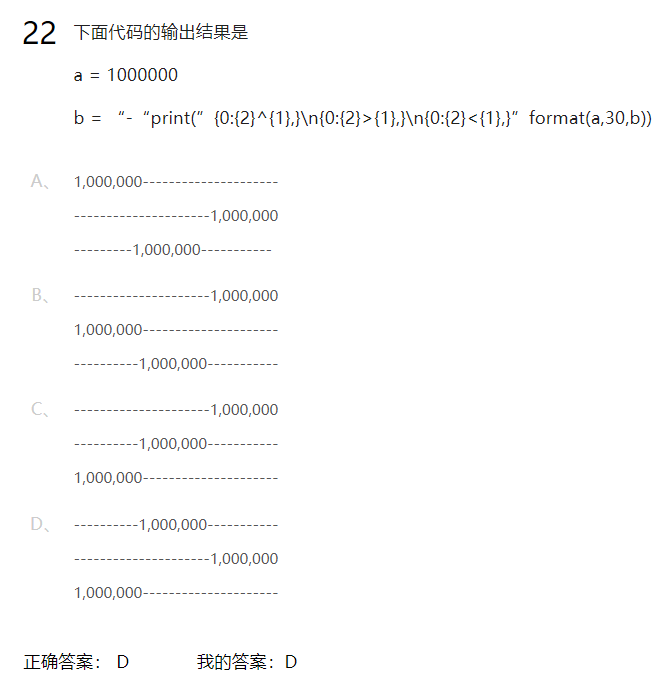 22 下面代码的输出结果是
a = 1000000
b = “-“print(”{0:{2}^{1},}\n{0:{2}>{1},}\n{0:{2}<{1},}”format(a,30,b))
A、 1,000,000---------------------
---------------------1,000,000
---------1,000,000-----------
B、 ---------------------1,000,000
1,000,000---------------------
----------1,000,000-----------
C、 ---------------------1,000,000
----------1,000,000-----------
1,000,000---------------------
D、 ----------1,000,000-----------
---------------------1,000,000
1,000,000---------------------
正确答案： D 我的答案：D